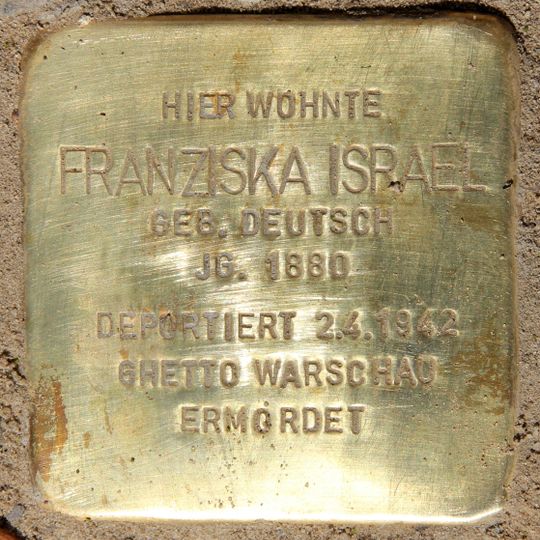 HIER WOHNTE
FRANZISKA ISRAEL
GEB. DEUTSCH
JG. 1880
DEPORTIERT 2.4.1942
GHETTO WARSCHAU
ERMORDET